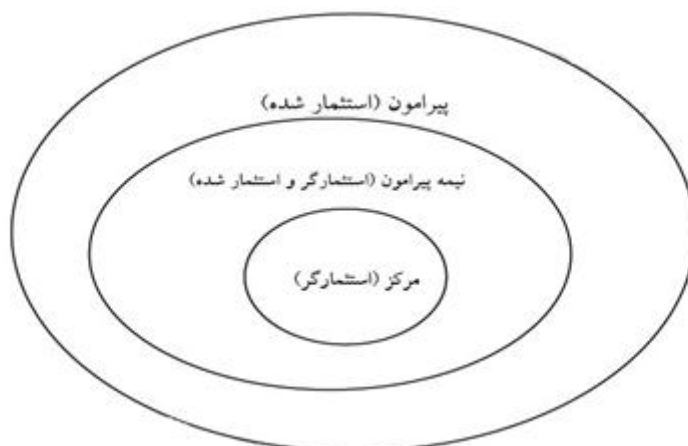 پیرامون (استثمار شده)
نیمه پیرامون (استثمارگر و استثمار شده)
مرکز (استثمارگر)